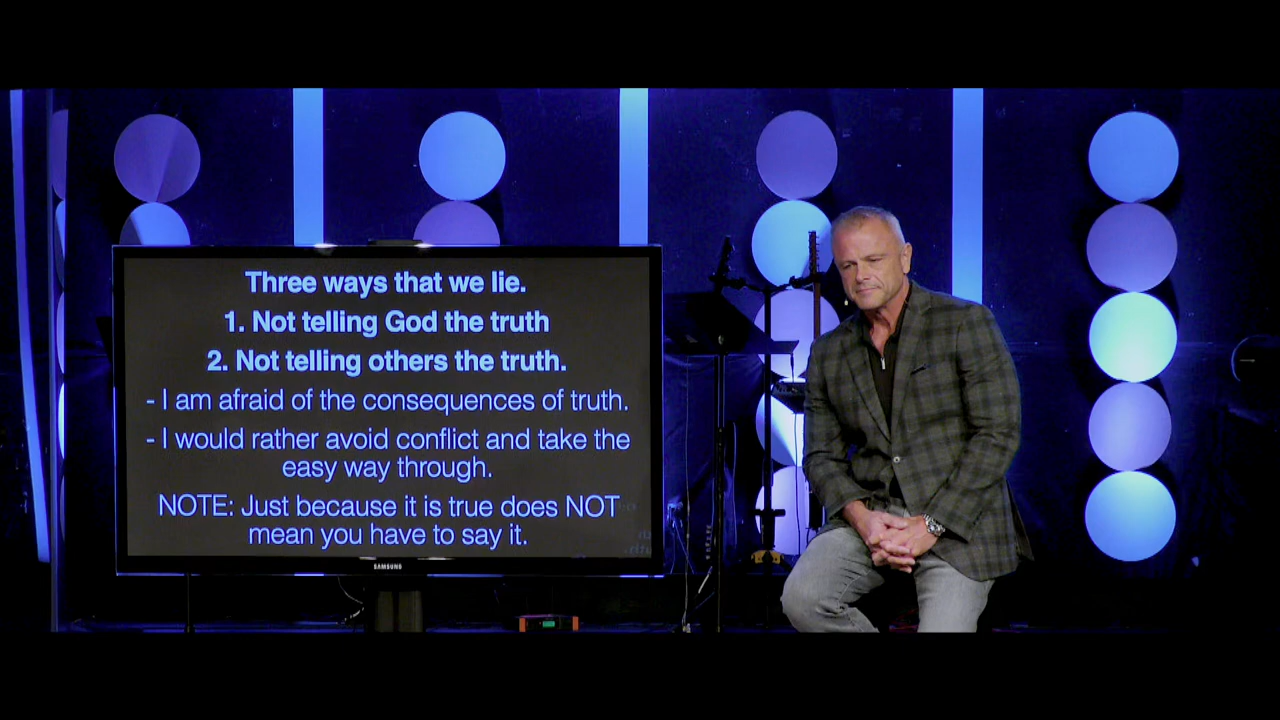 Three ways that we lie.
1. Not telling God the truth
2. Not telling others the truth.
- I am afraid of the consequences of truth.
- I would rather avoid conflict and take the
easy way through.
NOTE: Just because it is true does NOT
mean you have to say it.
SAMSUNG